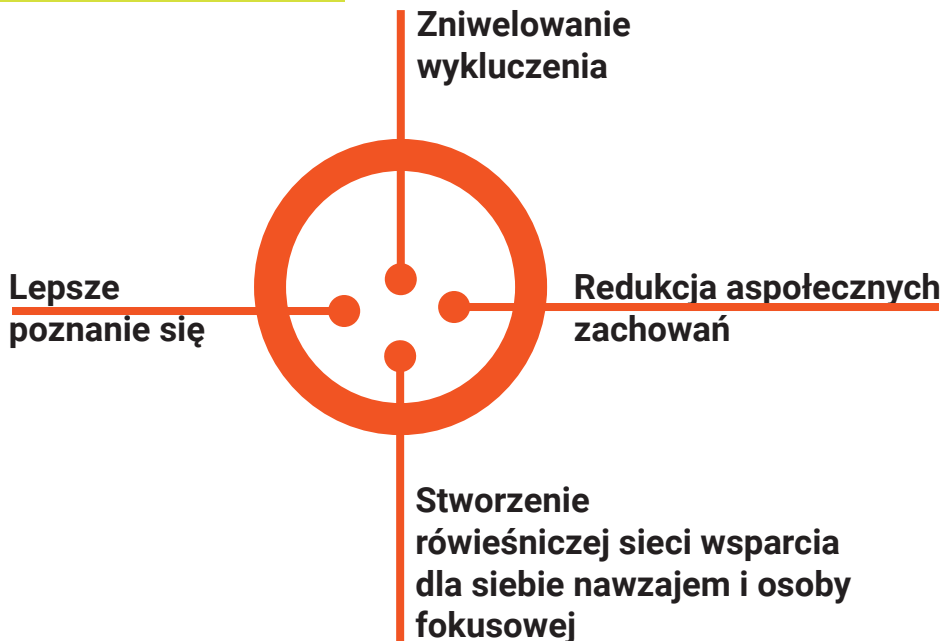 Zniwelowanie
wykluczenia
Lepsze
poznanie się
Redukcja aspołecznych
zachowań
Stworzenie
rówieśniczej sieci wsparcia
dla siebie nawzajem i osoby
fokusowej